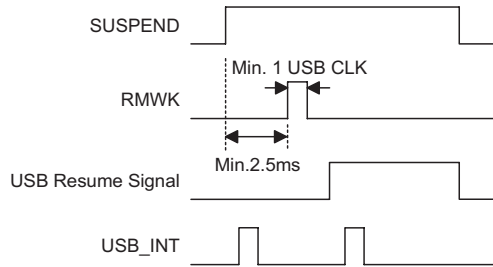 SUSPEND
Min. 1 USB CLK
RMWK
Min.2.5ms
USB Resume Signal
USB_INT